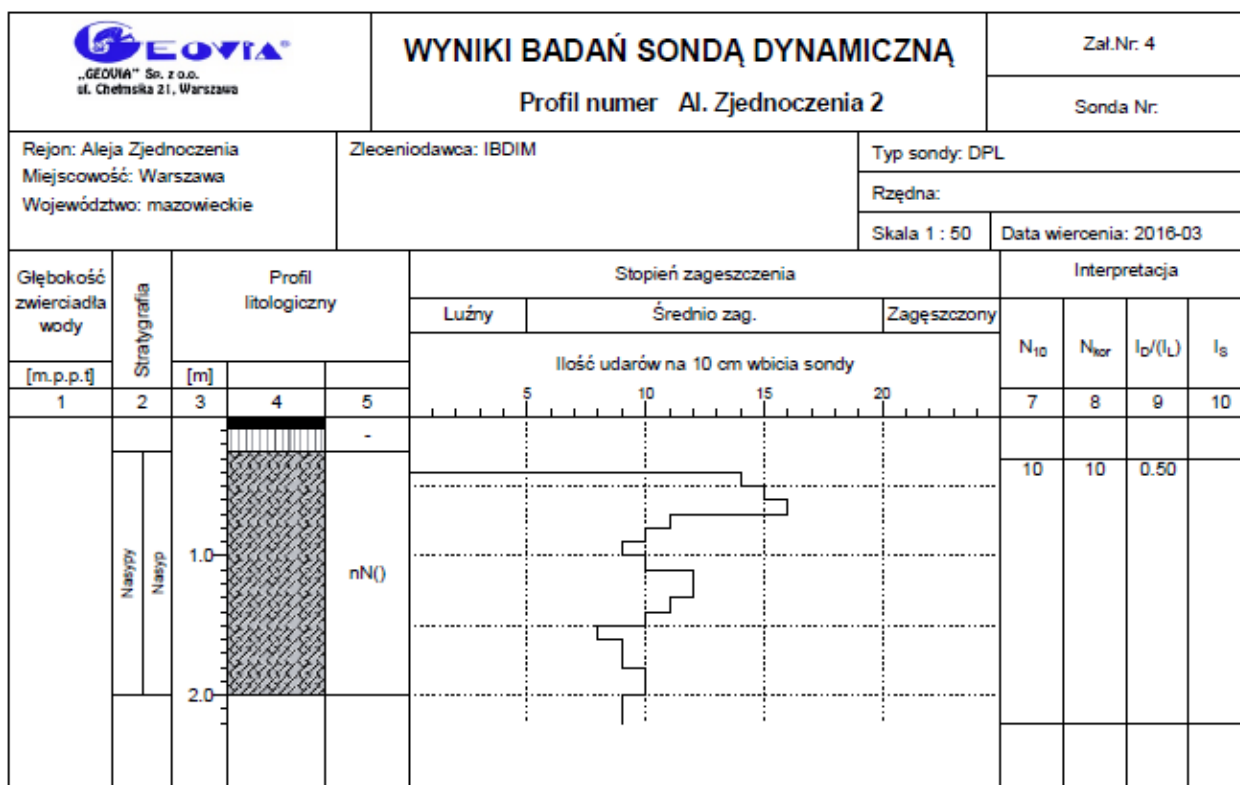 GEOVIA®
„GEOVIA” Sp. z o.o.
ul. Chełmska 21, Warszawa
WYNIKI BADAŃ SONDĄ DYNAMICZNĄ
Profil numer Al. Zjednoczenia 2
Zał.Nr: 4
Sonda Nr:
Rejon: Aleja Zjednoczenia
Miejscowość: Warszawa
Województwo: mazowieckie
Zleceniodawca: IBDIM
Typ sondy: DPL
Rzędna:
Skala 1 : 50
Data wiercenia: 2016-03
Głębokość
zwierciadła
wody
[m.p.p.t]
Stratygrafia
Profil
litologiczny
[m]
Stopień zagęszczenia
Luźny
Średnio zag.
Zagęszczony
Ilość udarów na 10 cm wbicia sondy
Interpretacja
N10
Nkor
ID/(IL)
IS
1 2 3 4 5
5 10 15 20
7 8 9 10
-
10 10 0.50
Nasypy
Nasyp
1.0
nN()
2.0